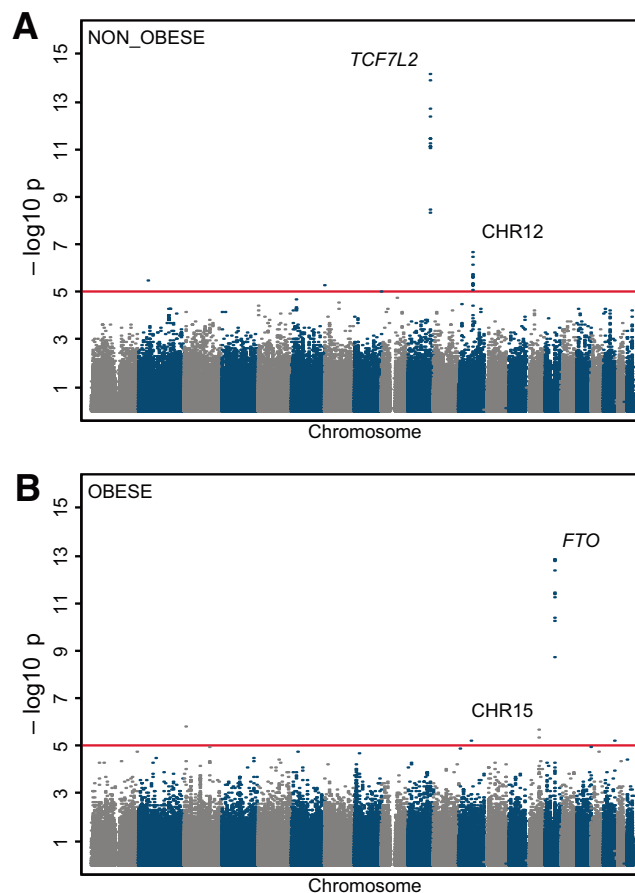 A
NON_OBESE
TCF7L2
CHR12
– log10 p
15
13
11
9
7
5
3
1
Chromosome
B
OBESE
FTO
CHR15
– log10 p
15
13
11
9
7
5
3
1
Chromosome